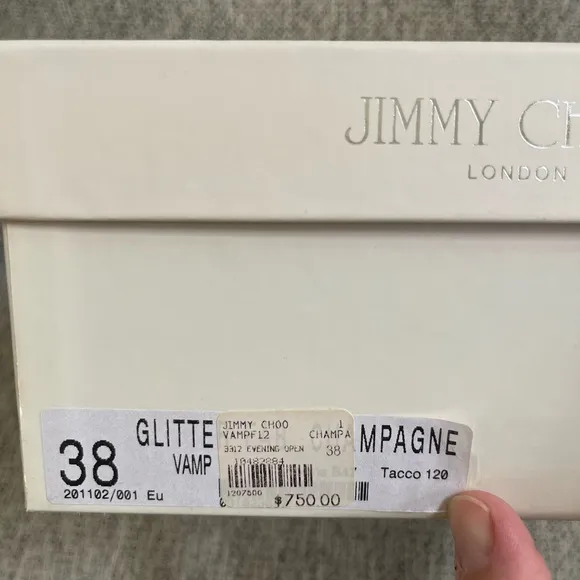 JIMMY CH
LONDON
GLITTE
38
VAMP
201102/001 Eu
JIMMY CHOO 1
VAMPF12 CHAMPA
3312 EVENING OPEN 38
1207500
$750.00
MPAGNE
Tacco 120